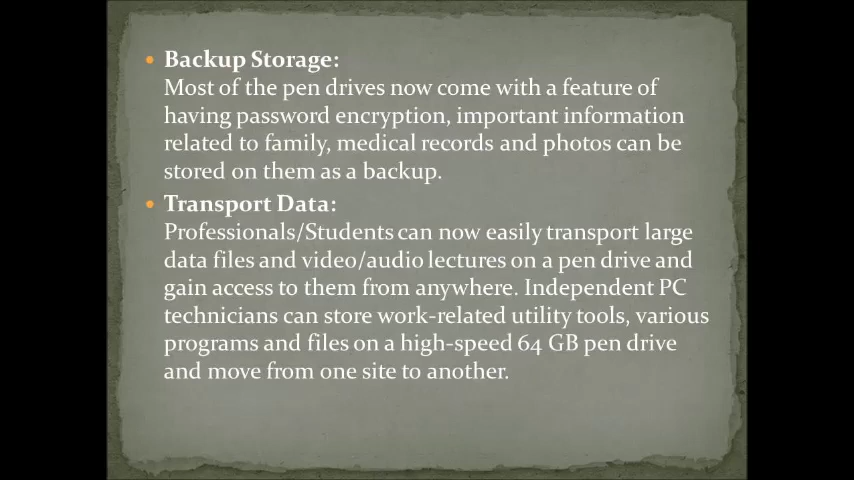 • Backup Storage:
Most of the pen drives now come with a feature of
having password encryption, important information
related to family, medical records and photos can be
stored on them as a backup.
• Transport Data:
Professionals/Students can now easily transport large
data files and video/audio lectures on a pen drive and
gain access to them from anywhere. Independent PC
technicians can store work-related utility tools, various
programs and files on a high-speed 64 GB pen drive
and move from one site to another.